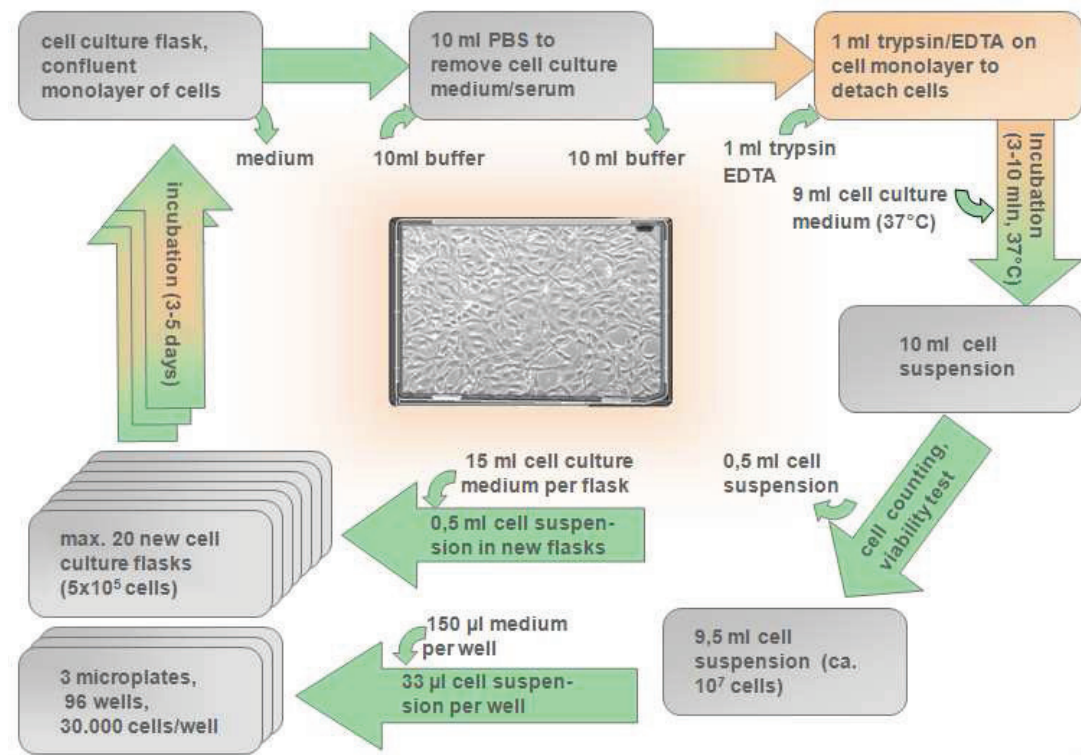 cell culture flask,
confluent
monolayer of cells
10 ml PBS to
remove cell culture
medium/serum
1 ml trypsin/EDTA on
cell monolayer to
detach cells
medium
10ml buffer
10 ml buffer
1 ml trypsin
EDTA
Incubation
(3-10 min, 37°C)
9 ml cell culture
medium (37°C)
incubation (3-5 days)
10 ml cell
suspension
0,5 ml cell
suspension
cell counting,
viability test
15 ml cell culture
medium per flask
0,5 ml cell suspen-
sion in new flasks
max. 20 new cell
culture flasks
(5x10⁵ cells)
9,5 ml cell
suspension (ca.
10⁷ cells)
150 µl medium
per well
33 µl cell suspen-
sion per well
3 microplates,
96 wells,
30.000 cells/well